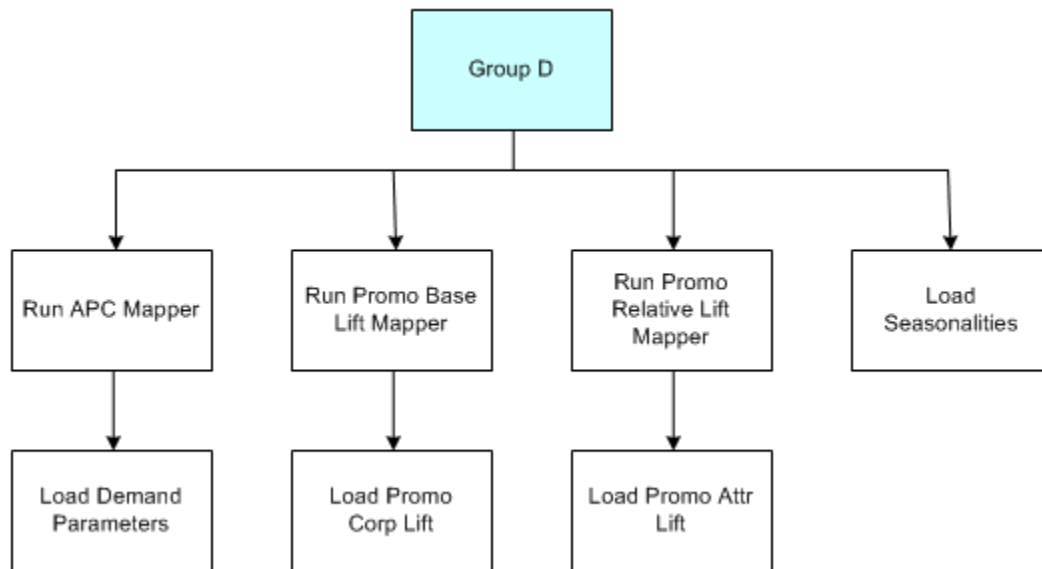 Group D
Run APC Mapper
Run Promo Base
Lift Mapper
Run Promo
Relative Lift
Mapper
Load
Seasonalities
Load Demand
Parameters
Load Promo
Corp Lift
Load Promo Attr
Lift